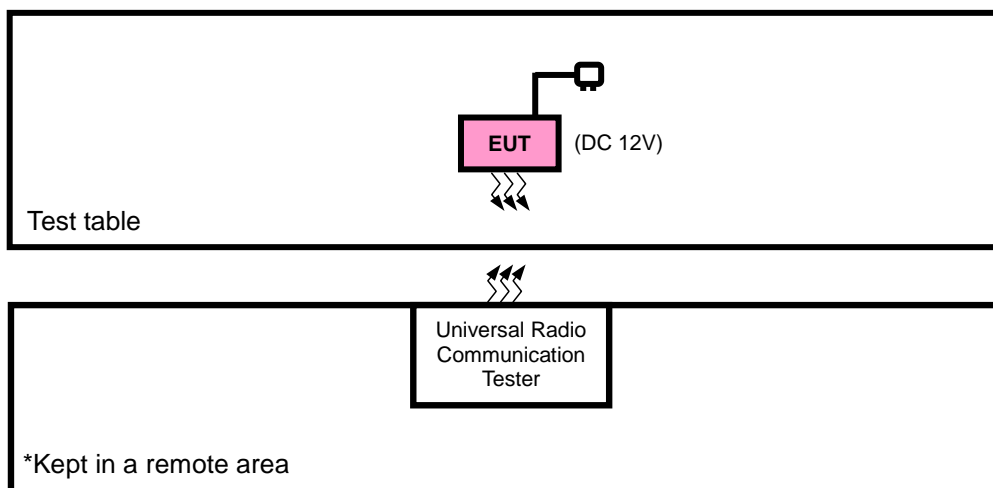 EUT (DC 12V)
Test table
Universal Radio
Communication
Tester
*Kept in a remote area